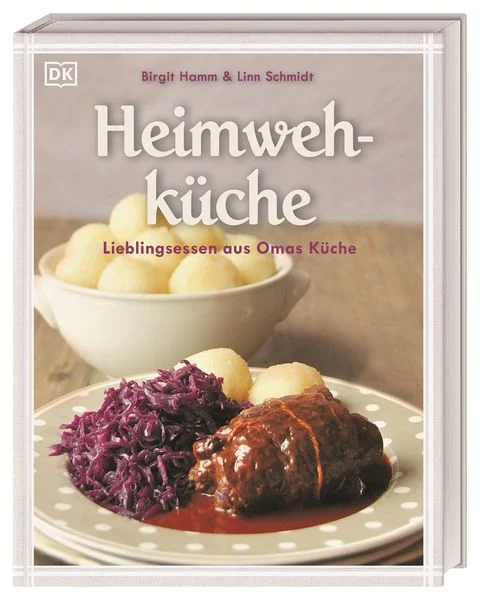 DK
Birgit Hamm & Linn Schmidt
Heimweh-
küche
Lieblingsessen aus Omas Küche